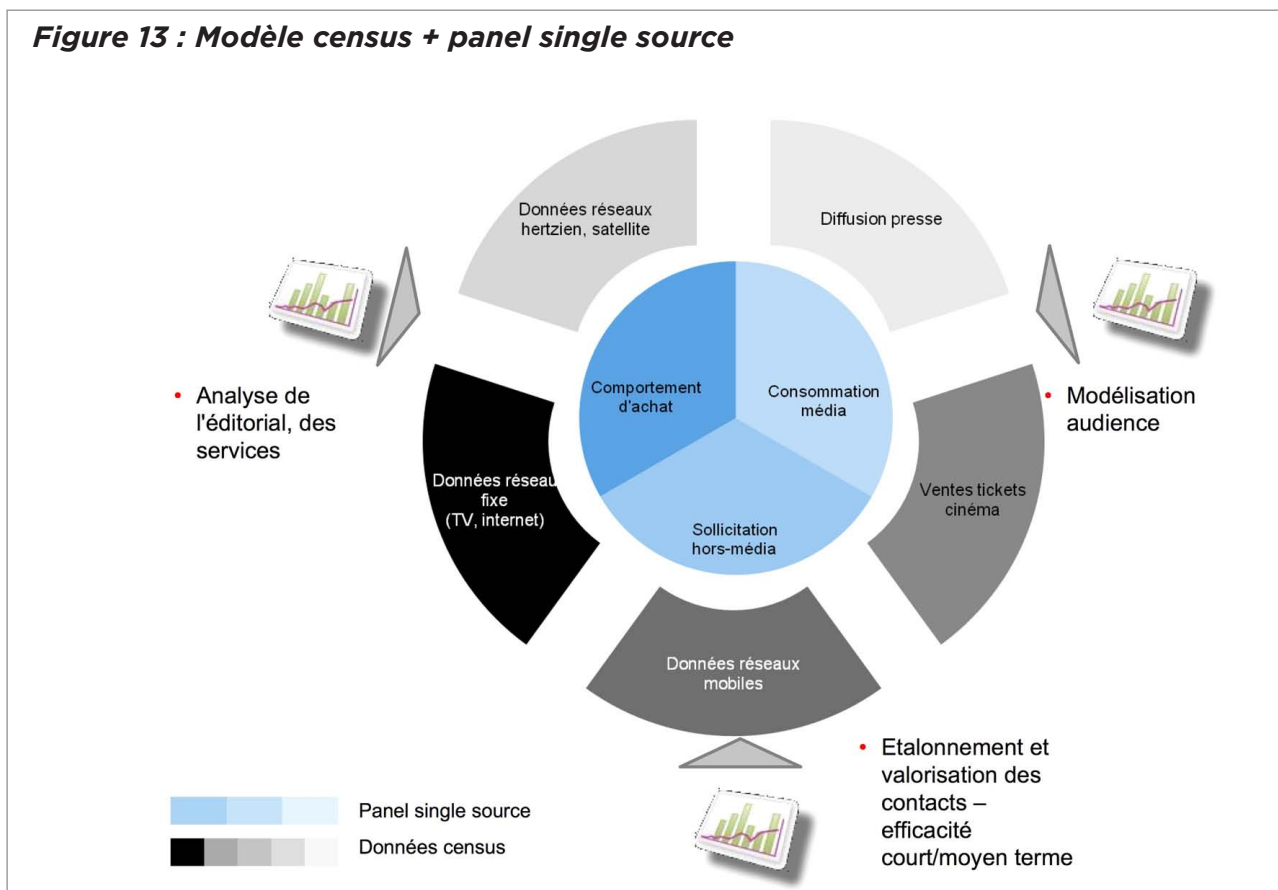 Figure 13 : Modèle census + panel single source
Données réseaux
hertzien, satellite
Diffusion presse
Comportement
d'achat
Consommation
média
• Analyse de
l'éditorial, des
services
• Modélisation
audience
Données réseau
fixe
(TV, internet)
Ventes tickets
cinéma
Sollicitation
hors-média
Données réseaux
mobiles
• Etalonnement et
valorisation des
contacts –
efficacité
court/moyen terme
Panel single source
Données census